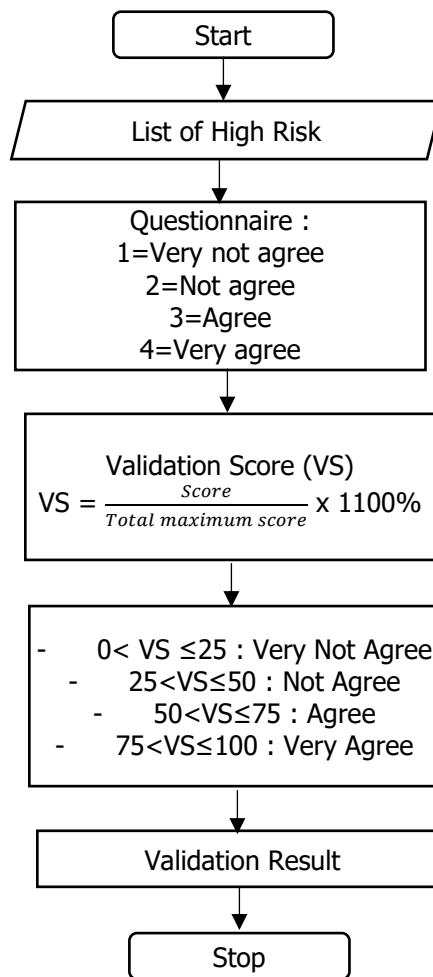 Start
List of High Risk
Questionnaire :
1=Very not agree
2=Not agree
3=Agree
4=Very agree
Validation Score (VS)
VS = Score / Total maximum score x 1100%
- 0< VS ≤25 : Very Not Agree
- 25<VS≤50 : Not Agree
- 50<VS≤75 : Agree
- 75<VS≤100 : Very Agree
Validation Result
Stop